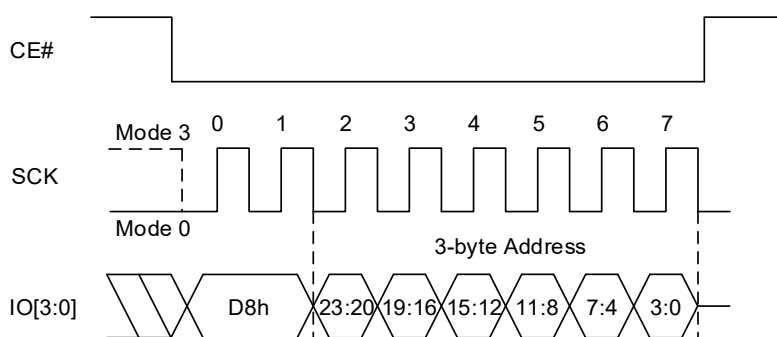 CE#
Mode 3 0 1 2 3 4 5 6 7
SCK
Mode 0
3-byte Address
IO[3:0] D8h 23:20 19:16 15:12 11:8 7:4 3:0